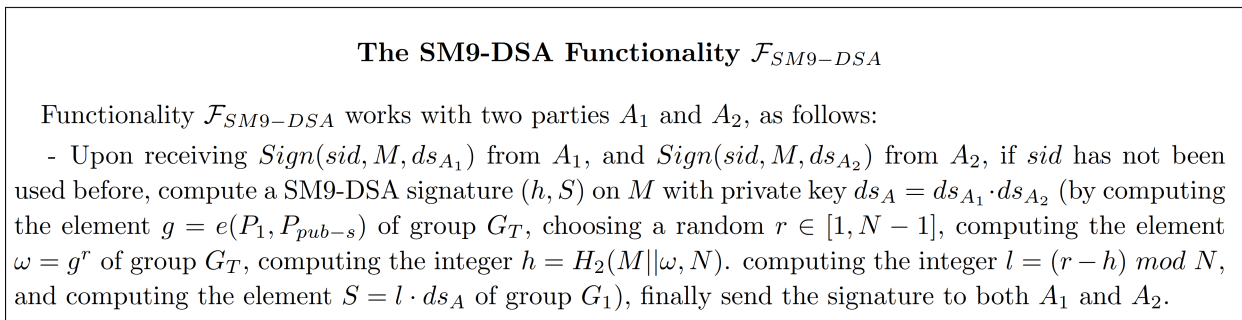 The SM9-DSA Functionality $\mathcal{F}_{SM9-DSA}$
Functionality $\mathcal{F}_{SM9-DSA}$ works with two parties $A_1$ and $A_2$, as follows:
- Upon receiving $Sign(sid, M, ds_{A_1})$ from $A_1$, and $Sign(sid, M, ds_{A_2})$ from $A_2$, if $sid$ has not been
used before, compute a SM9-DSA signature $(h, S)$ on $M$ with private key $ds_A = ds_{A_1} \cdot ds_{A_2}$ (by computing
the element $g = e(P_1, P_{pub-s})$ of group $G_T$, choosing a random $r \in [1, N-1]$, computing the element
$\omega = g^r$ of group $G_T$, computing the integer $h = H_2(M||\omega, N)$. computing the integer $l = (r - h) \ mod \ N$,
and computing the element $S = l \cdot ds_A$ of group $G_1$), finally send the signature to both $A_1$ and $A_2$.